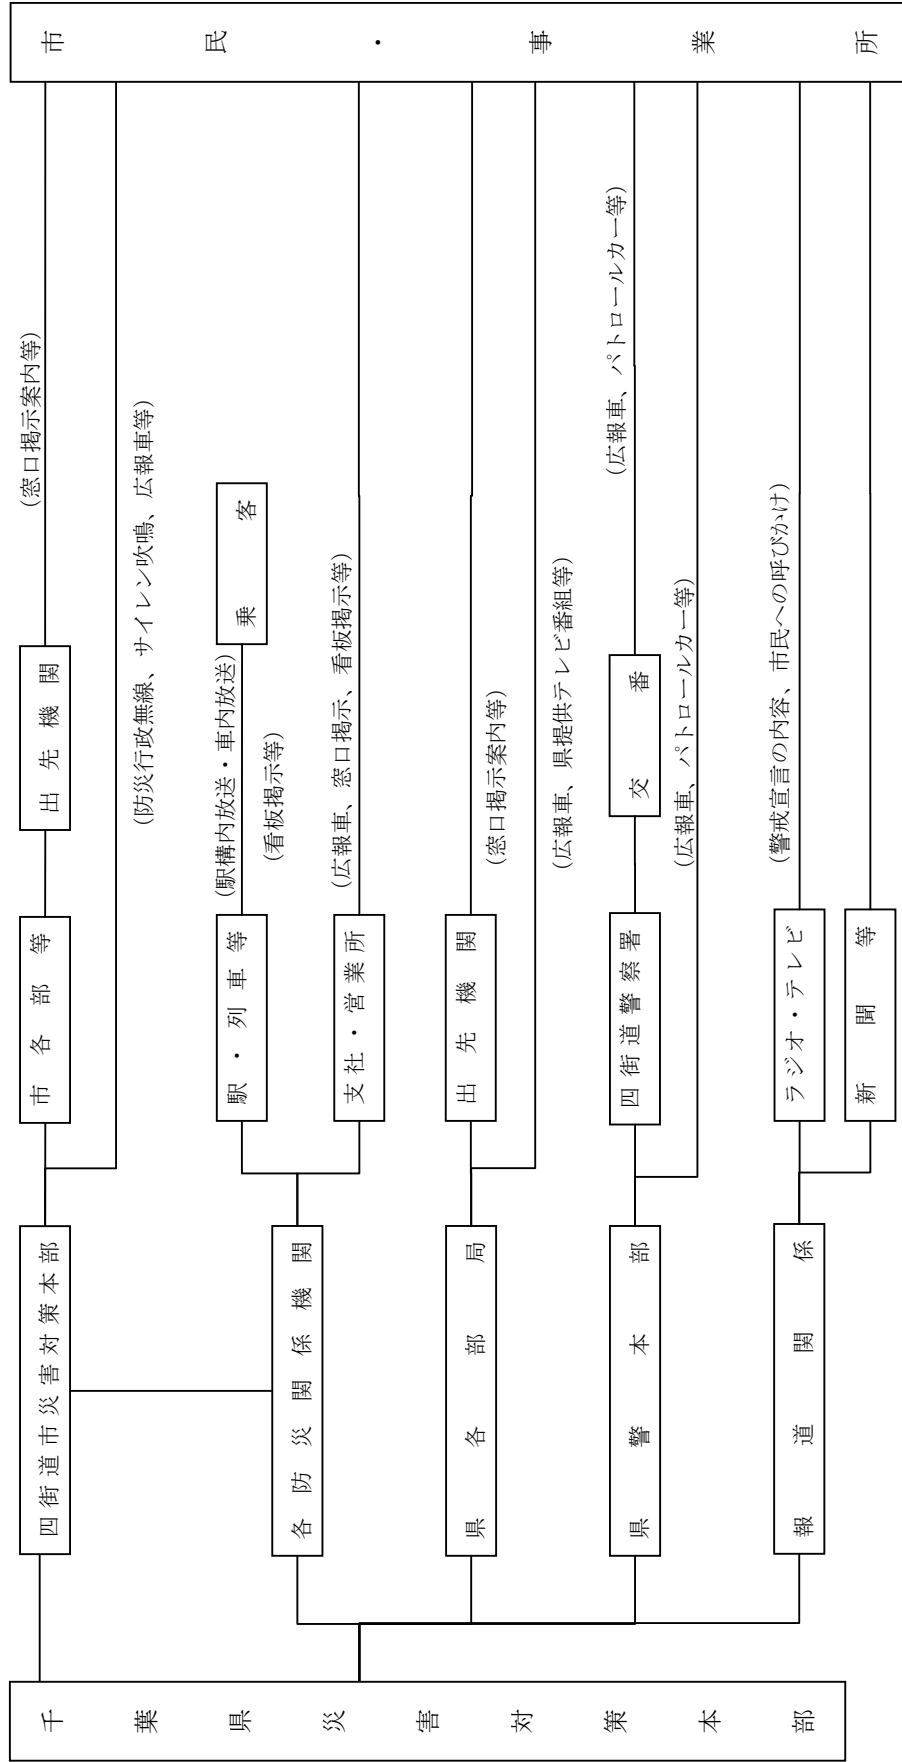 千葉県災害対策本部
四街道市災害対策本部
市各部等
出先機関
(窓口掲示案内等)
(防災行政無線、サイレン吹鳴、広報車等)
各防災関係機関
駅・列車等
(駅構内放送・車内放送)
(看板掲示等)
乗客
支社・営業所
(広報車、窓口掲示、看板掲示等)
県各部局
出先機関
(窓口掲示案内等)
(広報車、県提供テレビ番組等)
県警本部
四街道警察署
交番
(広報車、パトロールカー等)
(広報車、パトロールカー等)
報道関係
ラジオ・テレビ
(警戒宣言の内容、市民への呼びかけ)
新聞等
市民・事業所